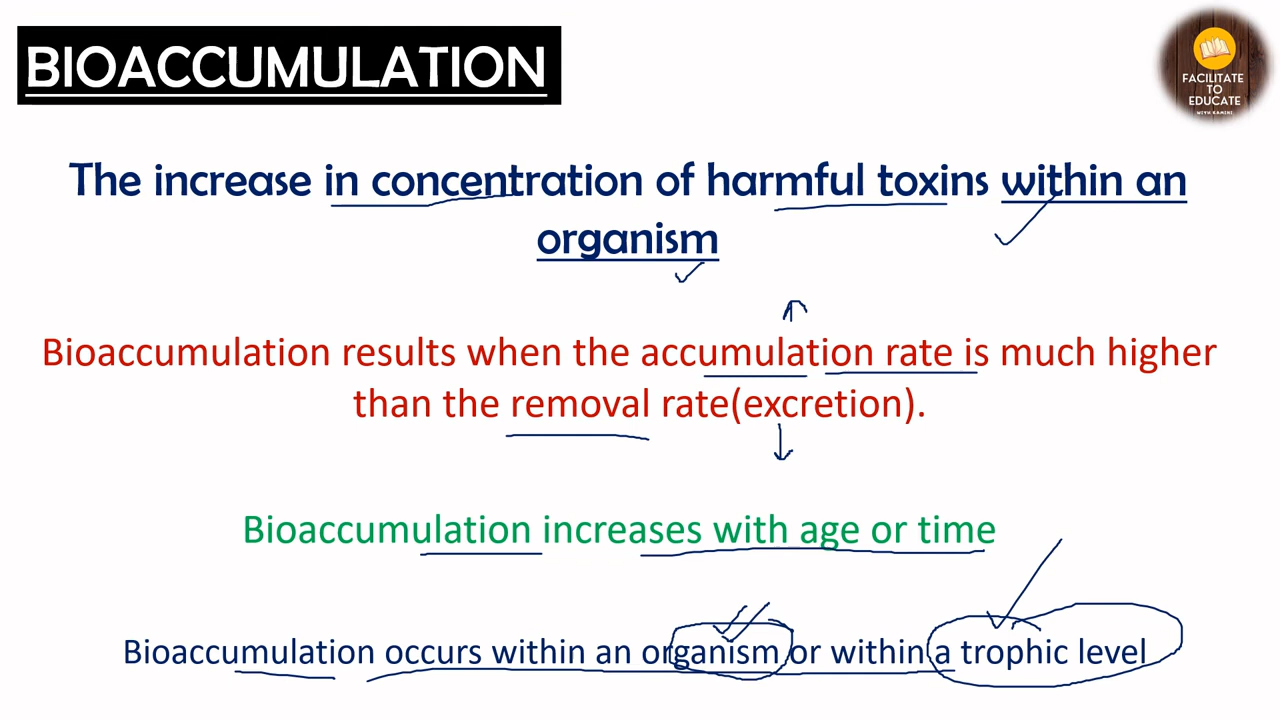 BIOACCUMULATION
FACILITATE
TO
EDUCATE
WITH KAMINI
The increase in concentration of harmful toxins within an
organism
Bioaccumulation results when the accumulation rate is much higher
than the removal rate(excretion).
Bioaccumulation increases with age or time
Bioaccumulation occurs within an organism or within a trophic level